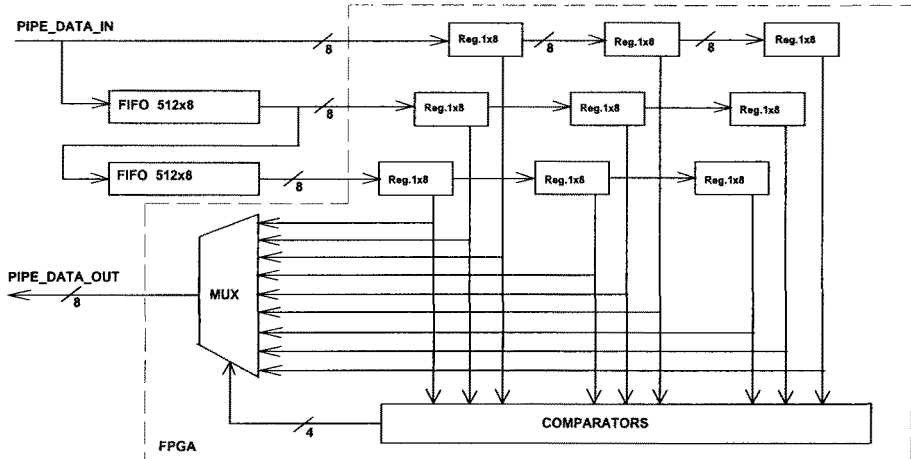 PIPE_DATA_IN
8
Reg.1x8
8
Reg.1x8
8
Reg.1x8
FIFO 512x8
8
Reg.1x8
Reg.1x8
Reg.1x8
FIFO 512x8
8
Reg.1x8
Reg.1x8
Reg.1x8
PIPE_DATA_OUT
8
MUX
4
COMPARATORS
FPGA